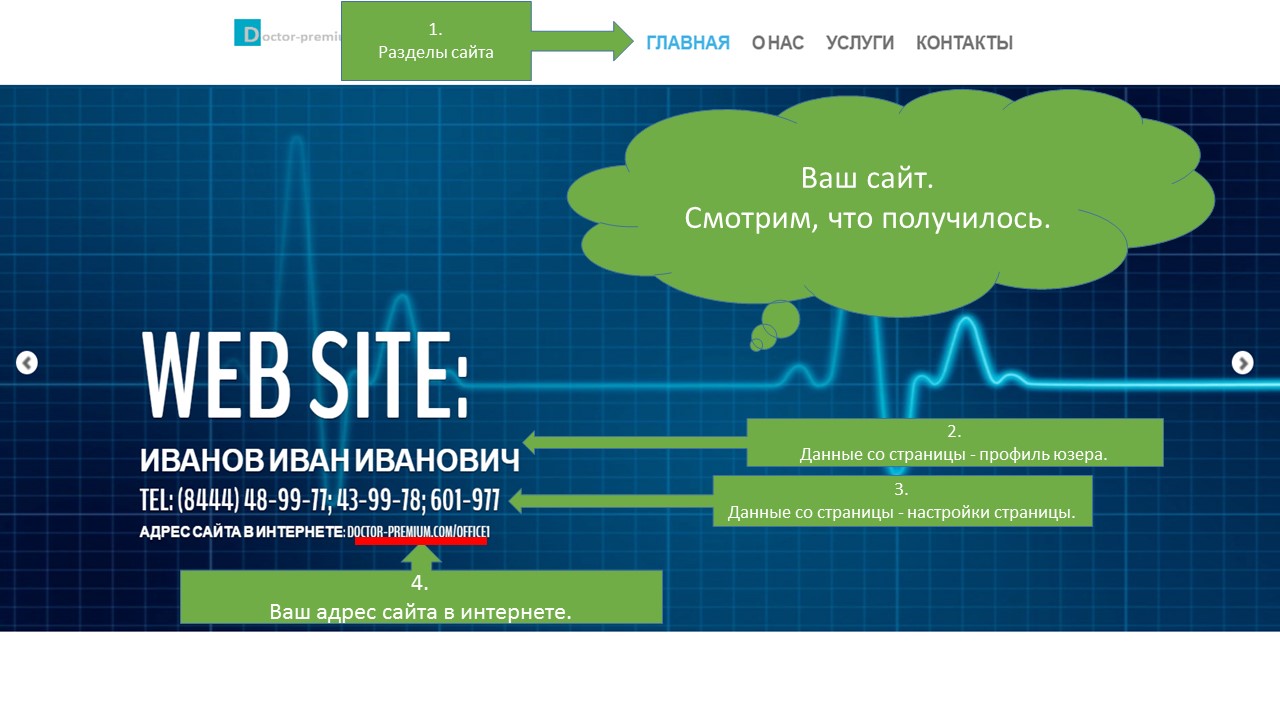 Doctor-premiu
1.
Разделы сайта
ГЛАВНАЯ О НАС УСЛУГИ КОНТАКТЫ
Ваш сайт.
Смотрим, что получилось.
WEB SITE:
ИВАНОВ ИВАН ИВАНОВИЧ
2.
Данные со страницы - профиль юзера.
TEL: (8444) 48-99-77; 43-99-78; 601-977
3.
Данные со страницы - настройки страницы.
АДРЕС САЙТА В ИНТЕРНЕТЕ: DOCTOR-PREMIUM.COM/OFFICE1
4.
Ваш адрес сайта в интернете.